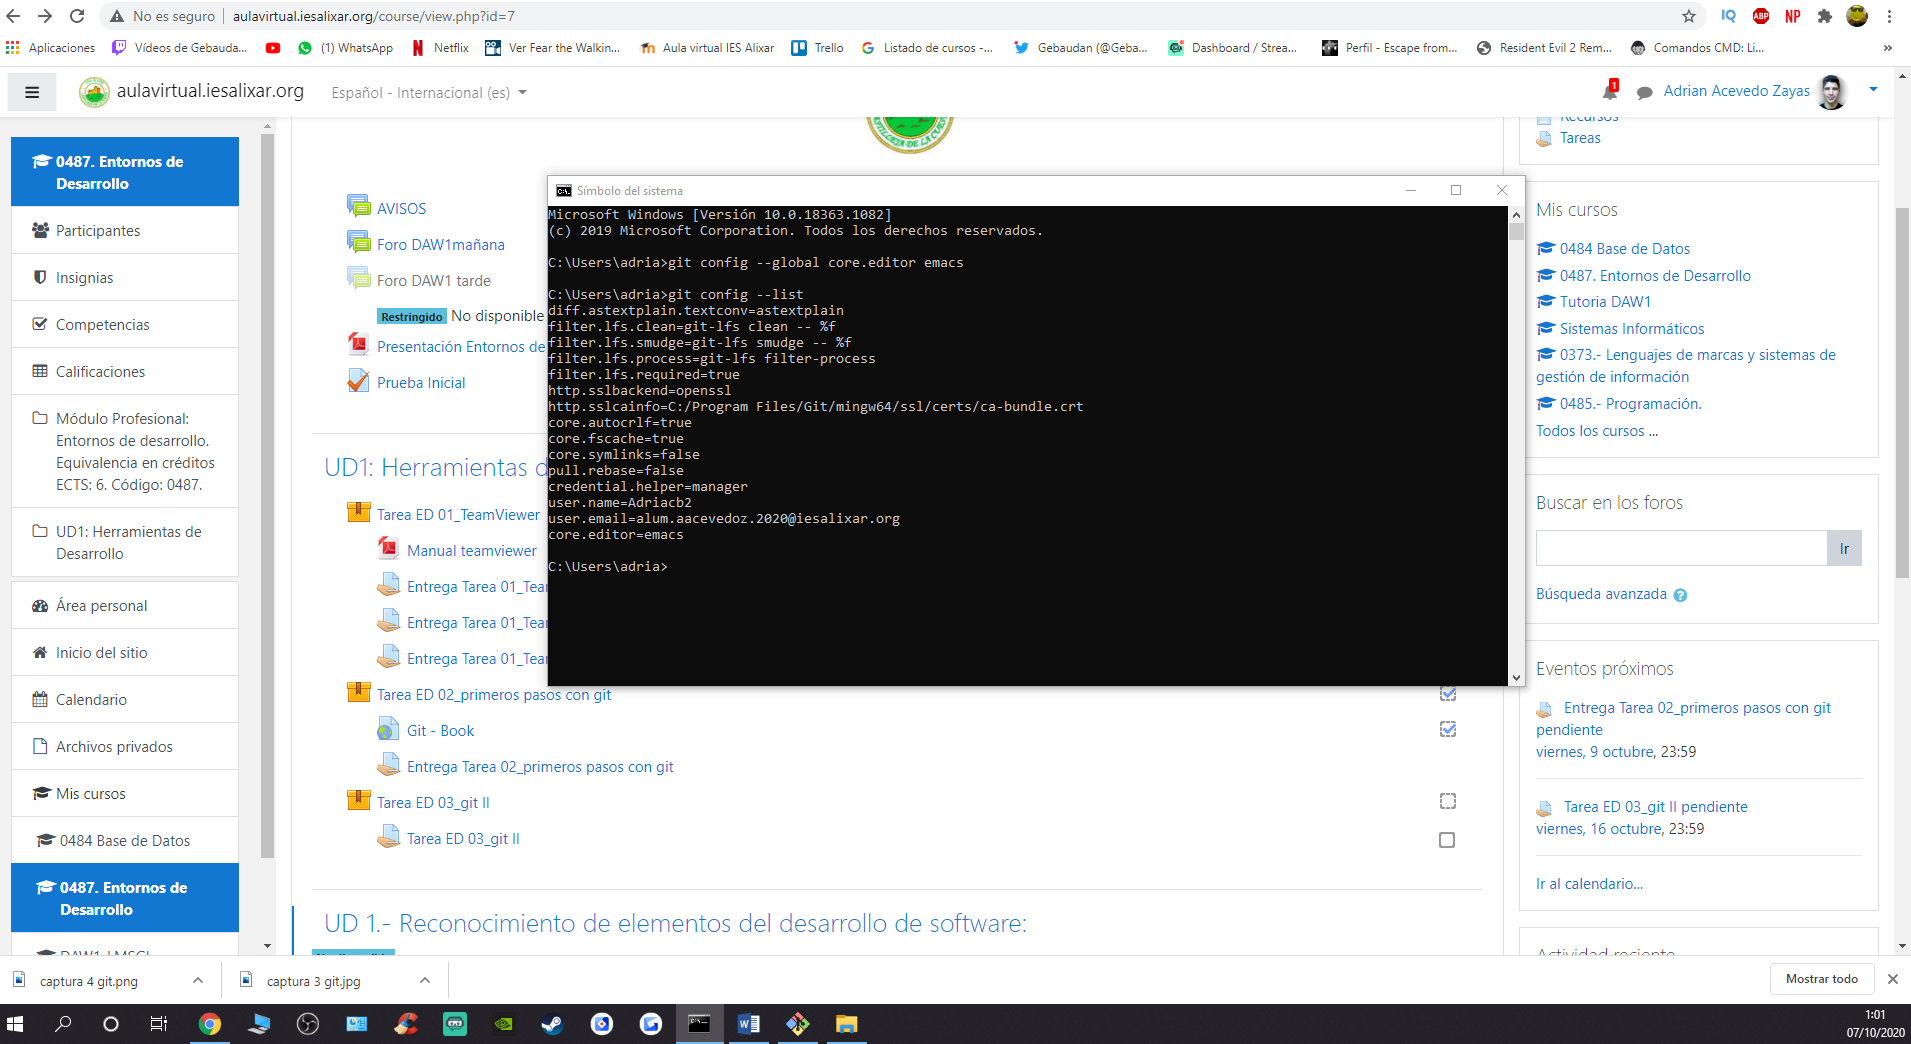 No es seguro
aulavirtual.iesalixar.org/course/view.php?id=7
IQ
ABP
NP
Aplicaciones
Vídeos de Gebauda...
(1) WhatsApp
Netflix
Ver Fear the Walkin...
Aula virtual IES Alixar
Trello
Listado de cursos -...
Gebaudan (@Geba...
Dashboard / Strea...
Perfil - Escape from...
Resident Evil 2 Rem...
Comandos CMD: Li...
»
aulavirtual.iesalixar.org
Español - Internacional (es)
1
Adrian Acevedo Zayas
0487. Entornos de
Desarrollo
Participantes
Insignias
Competencias
Calificaciones
Módulo Profesional:
Entornos de desarrollo.
Equivalencia en créditos
ECTS: 6. Código: 0487.
UD1: Herramientas de
Desarrollo
Área personal
Inicio del sitio
Calendario
Archivos privados
Mis cursos
0484 Base de Datos
0487. Entornos de
Desarrollo
AVISOS
Foro DAW1mañana
Foro DAW1 tarde
Restringido No disponible
Presentación Entornos de
Prueba Inicial
UD1: Herramientas
Tarea ED 01_TeamViewer
Manual teamviewer
Entrega Tarea 01_Tea
Entrega Tarea 01_Tea
Entrega Tarea 01_Tea
Tarea ED 02_primeros pasos con git
Git - Book
Entrega Tarea 02_primeros pasos con git
Tarea ED 03_git II
Tarea ED 03_git II
UD 1.- Reconocimiento de elementos del desarrollo de software:
Símbolo del sistema
Microsoft Windows [Versión 10.0.18363.1082]
(c) 2019 Microsoft Corporation. Todos los derechos reservados.
C:\Users\adria>git config --global core.editor emacs
C:\Users\adria>git config --list
diff.astextplain.textconv=astextplain
filter.lfs.clean=git-lfs clean -- %f
filter.lfs.smudge=git-lfs smudge -- %f
filter.lfs.process=git-lfs filter-process
filter.lfs.required=true
http.sslbackend=openssl
http.sslcainfo=C:/Program Files/Git/mingw64/ssl/certs/ca-bundle.crt
core.autocrlf=true
core.fscache=true
core.symlinks=false
pull.rebase=false
credential.helper=manager
user.name=Adriacb2
user.email=alum.aacevedoz.2020@iesalixar.org
core.editor=emacs
C:\Users\adria>
Recursos
Tareas
Mis cursos
0484 Base de Datos
0487. Entornos de Desarrollo
Tutoria DAW1
Sistemas Informáticos
0373.- Lenguajes de marcas y sistemas de
gestión de información
0485.- Programación.
Todos los cursos ...
Buscar en los foros
Ir
Búsqueda avanzada
Eventos próximos
Entrega Tarea 02_primeros pasos con git
pendiente
viernes, 9 octubre, 23:59
Tarea ED 03_git II pendiente
viernes, 16 octubre, 23:59
Ir al calendario...
Actividad reciente
captura 4 git.png
captura 3 git.jpg
Mostrar todo
1:01
07/10/2020